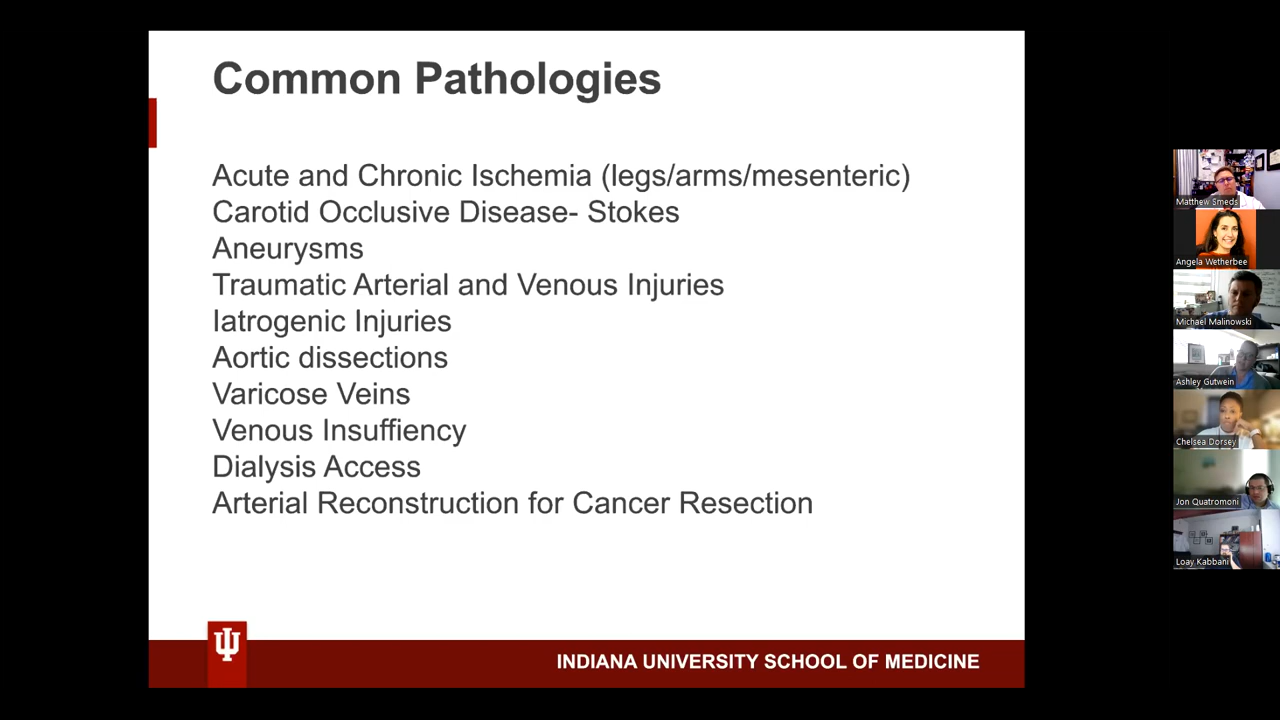 Common Pathologies
Acute and Chronic Ischemia (legs/arms/mesenteric)
Carotid Occlusive Disease- Stokes
Aneurysms
Traumatic Arterial and Venous Injuries
Iatrogenic Injuries
Aortic dissections
Varicose Veins
Venous Insuffiency
Dialysis Access
Arterial Reconstruction for Cancer Resection
INDIANA UNIVERSITY SCHOOL OF MEDICINE
Matthew Smeds
Angela Wetherbee
Michael Malinowski
Ashley Gutwein
Chelsea Dorsey
Jon Quatromoni
Loay Kabbani